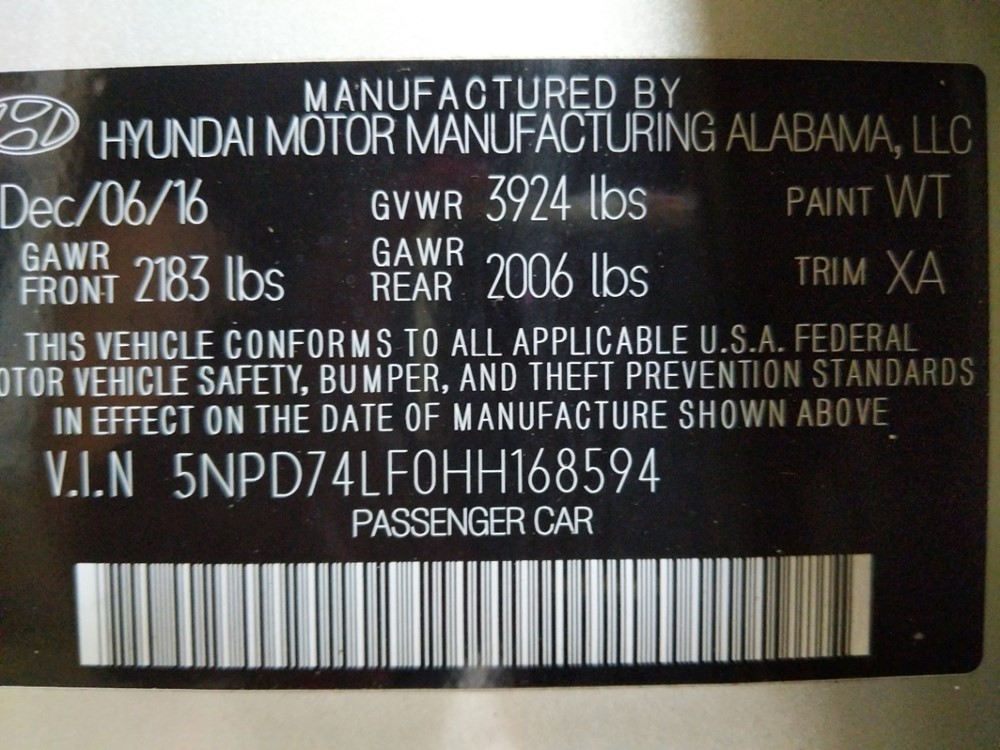 MANUFACTURED BY
HYUNDAI MOTOR MANUFACTURING ALABAMA, LLC
Dec/06/16 GVWR 3924 lbs PAINT WT
GAWR FRONT 2183 lbs GAWR REAR 2006 lbs TRIM XA
THIS VEHICLE CONFORMS TO ALL APPLICABLE U.S.A. FEDERAL
OTOR VEHICLE SAFETY, BUMPER, AND THEFT PREVENTION STANDARDS
IN EFFECT ON THE DATE OF MANUFACTURE SHOWN ABOVE
V.I.N 5NPD74LF0HH168594
PASSENGER CAR